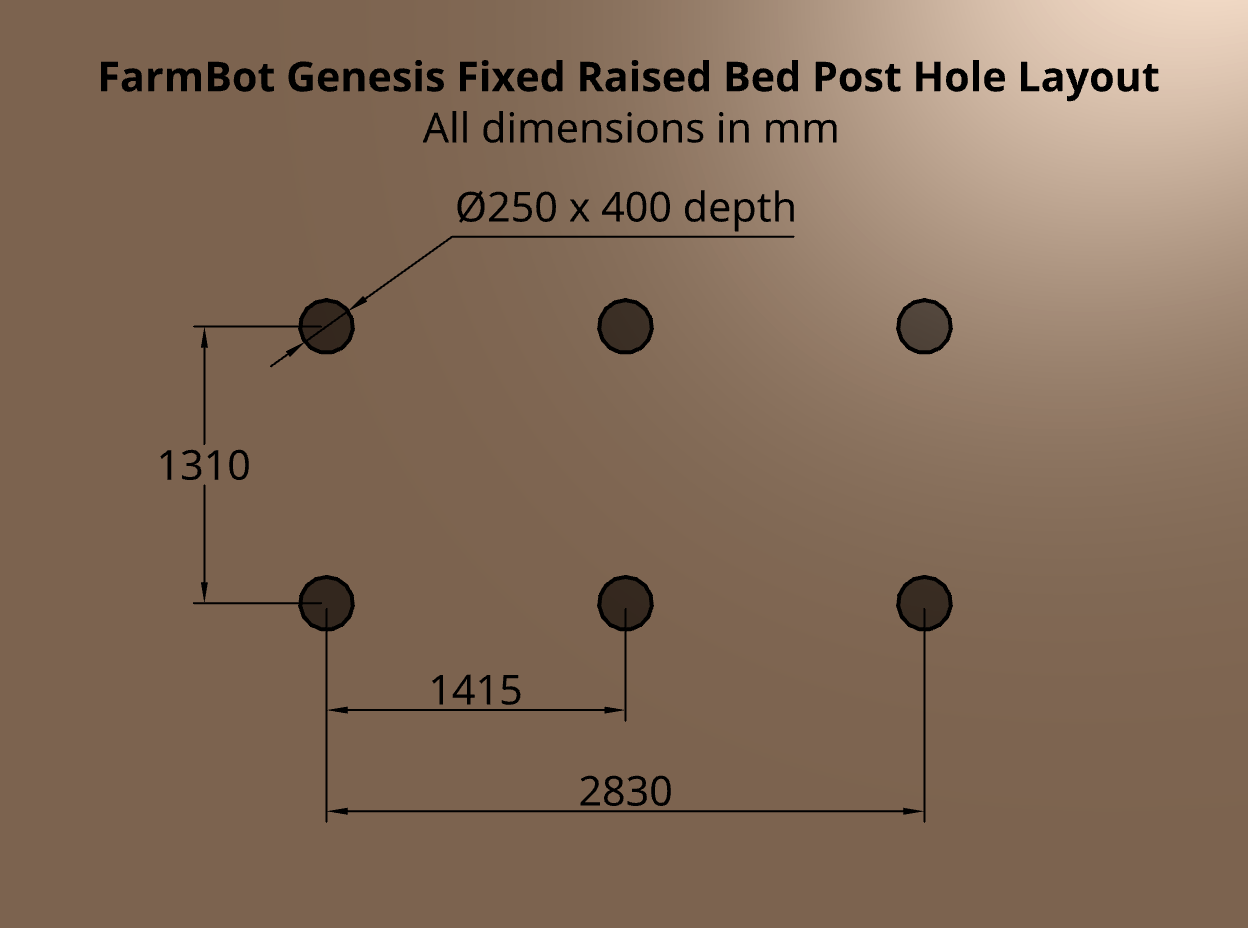 FarmBot Genesis Fixed Raised Bed Post Hole Layout
All dimensions in mm
Ø250 x 400 depth
1310
1415
2830